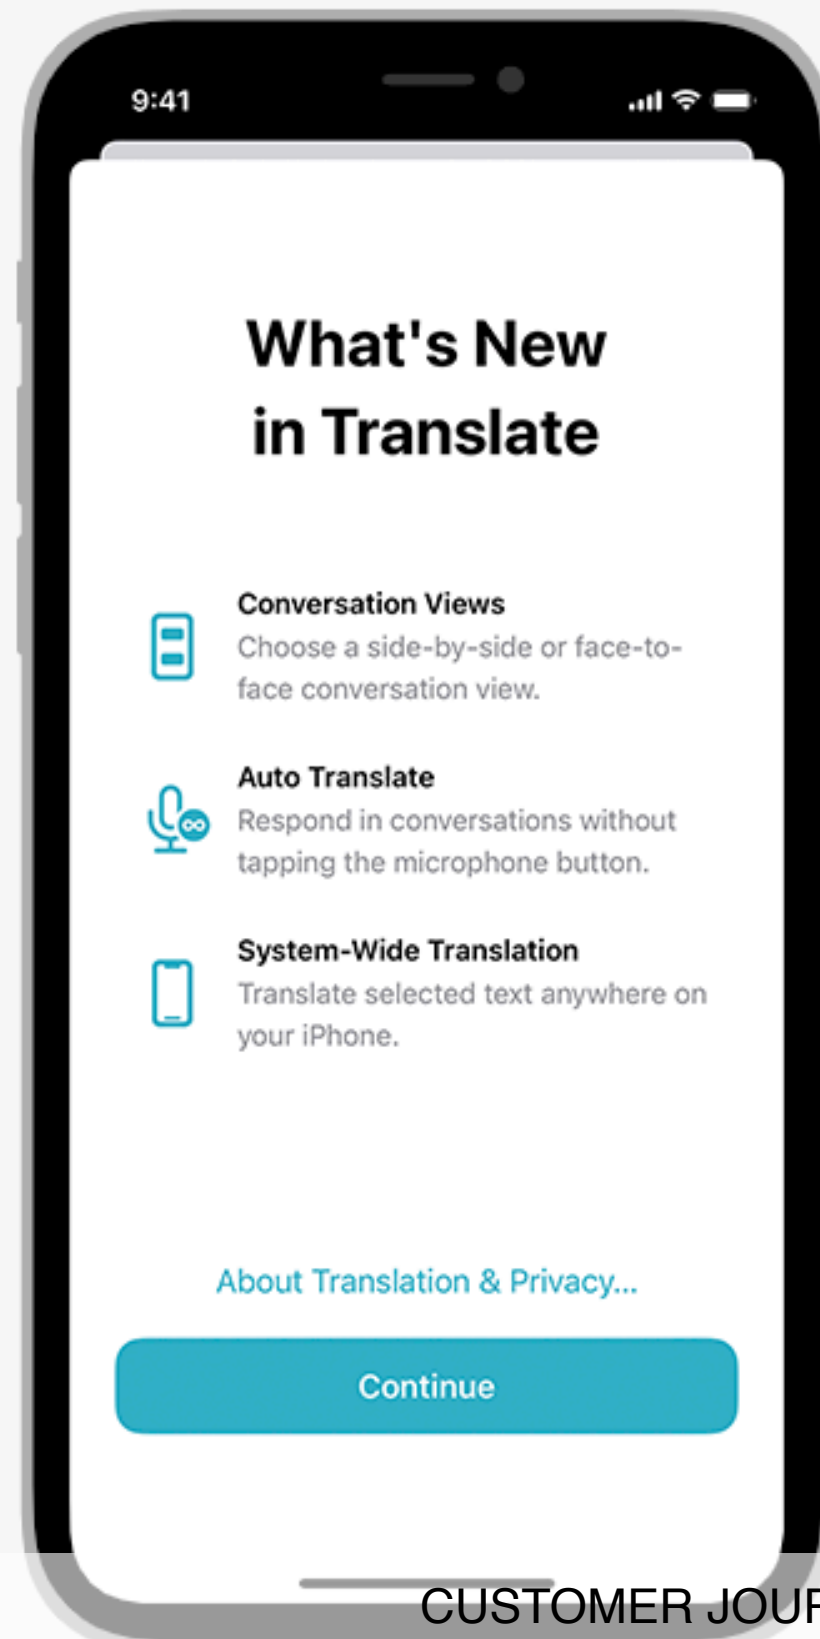 9:41
What's New
in Translate
Conversation Views
Choose a side-by-side or face-to-
face conversation view.
Auto Translate
Respond in conversations without
tapping the microphone button.
System-Wide Translation
Translate selected text anywhere on
your iPhone.
About Translation & Privacy...
Continue
CUSTOMER